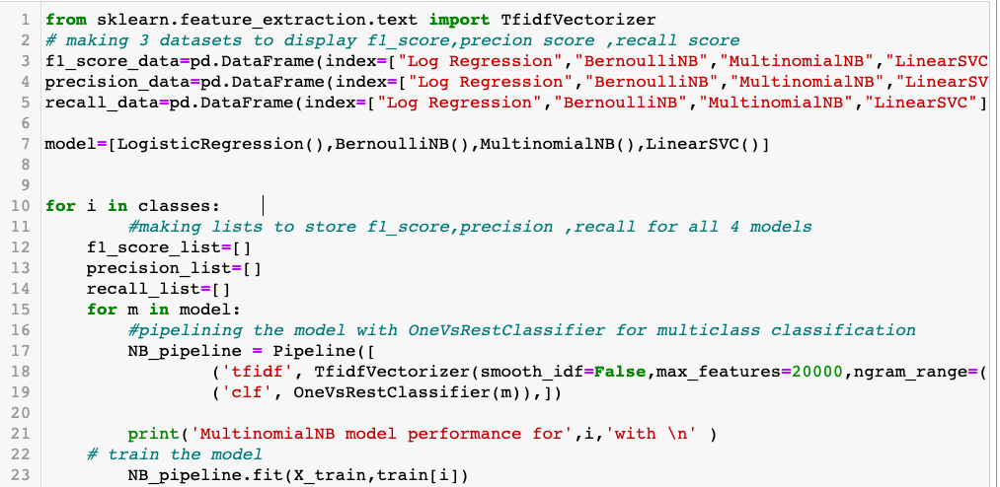 1 from sklearn.feature_extraction.text import TfidfVectorizer
2 # making 3 datasets to display f1_score,precion score ,recall score
3 f1_score_data=pd.DataFrame(index=["Log Regression","BernoulliNB","MultinomialNB","LinearSVC
4 precision_data=pd.DataFrame(index=["Log Regression","BernoulliNB","MultinomialNB","LinearSV
5 recall_data=pd.DataFrame(index=["Log Regression","BernoulliNB","MultinomialNB","LinearSVC"]
6
7 model=[LogisticRegression(),BernoulliNB(),MultinomialNB(),LinearSVC()]
8
9
10 for i in classes:
11 #making lists to store f1_score,precision ,recall for all 4 models
12 f1_score_list=[]
13 precision_list=[]
14 recall_list=[]
15 for m in model:
16 #pipelining the model with OneVsRestClassifier for multiclass classification
17 NB_pipeline = Pipeline([
18 ('tfidf', TfidfVectorizer(smooth_idf=False,max_features=20000,ngram_range=(
19 ('clf', OneVsRestClassifier(m)),])
20
21 print('MultinomialNB model performance for',i,'with \n' )
22 # train the model
23 NB_pipeline.fit(X_train,train[i])